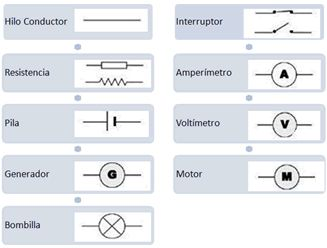 Hilo Conductor
Resistencia
Pila
Generador
G
Bombilla
Interruptor
Amperímetro
A
Voltímetro
V
Motor
M